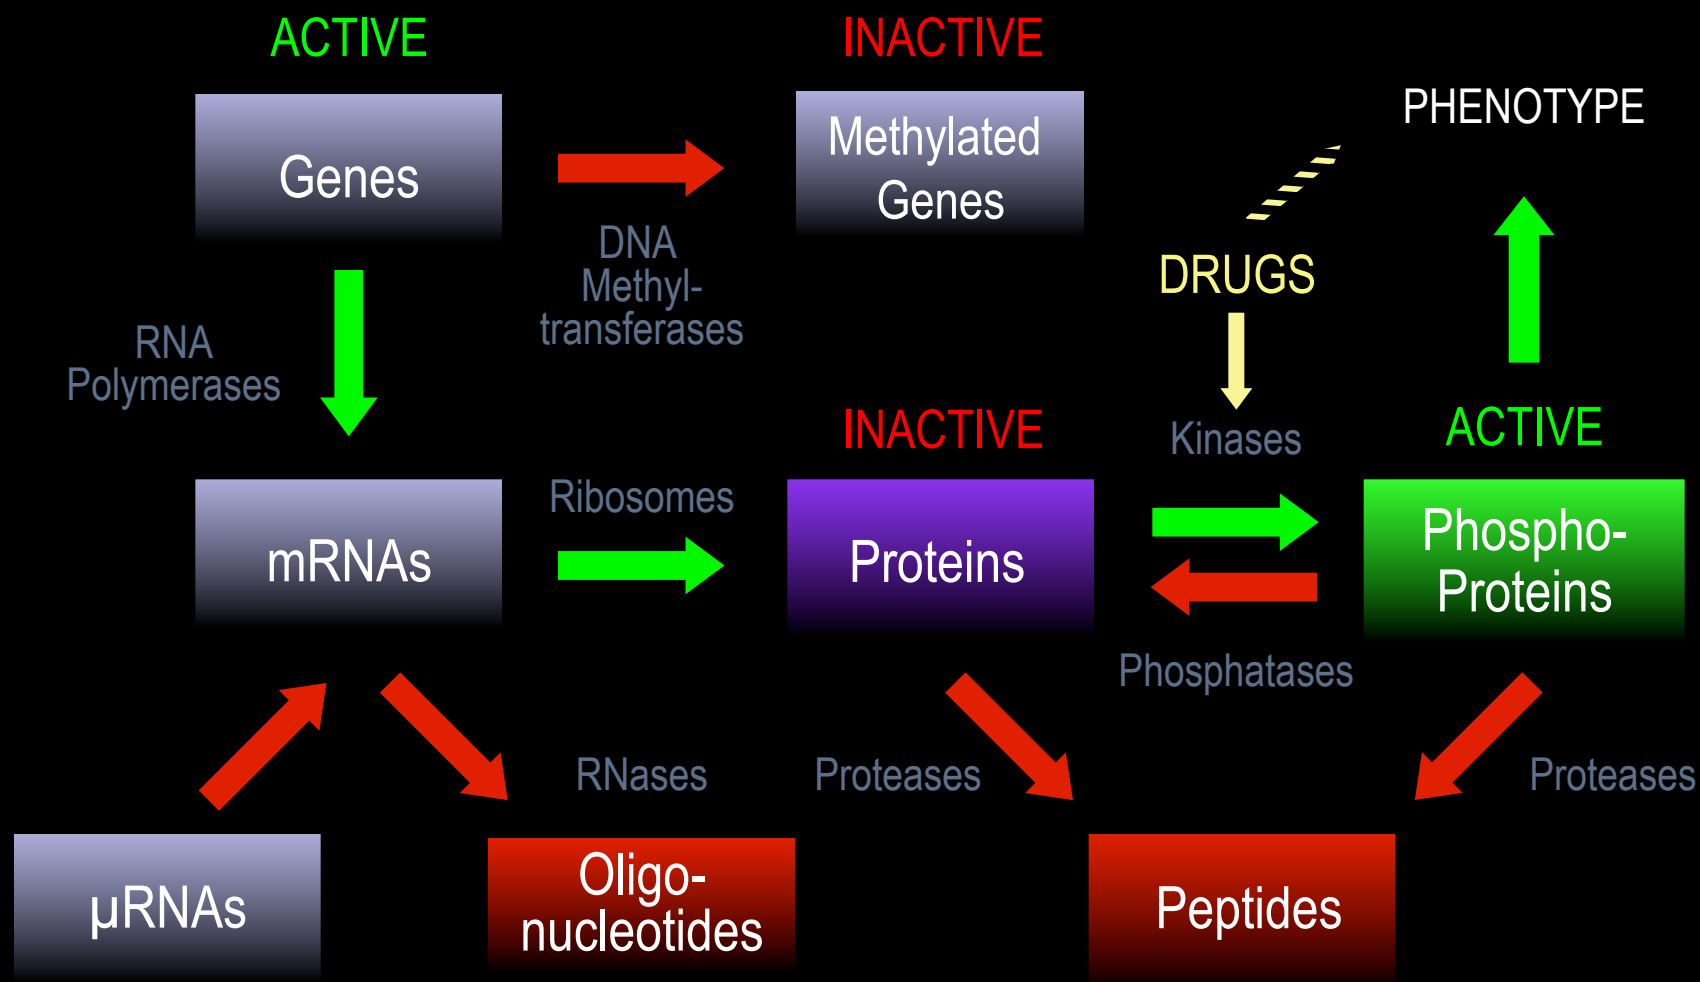 ACTIVE
INACTIVE
PHENOTYPE
Genes
Methylated
Genes
DNA
Methyl-
transferases
DRUGS
RNA
Polymerases
INACTIVE
Kinases
ACTIVE
mRNAs
Ribosomes
Proteins
Phospho-
Proteins
Phosphatases
RNases
Proteases
Proteases
µRNAs
Oligo-
nucleotides
Peptides